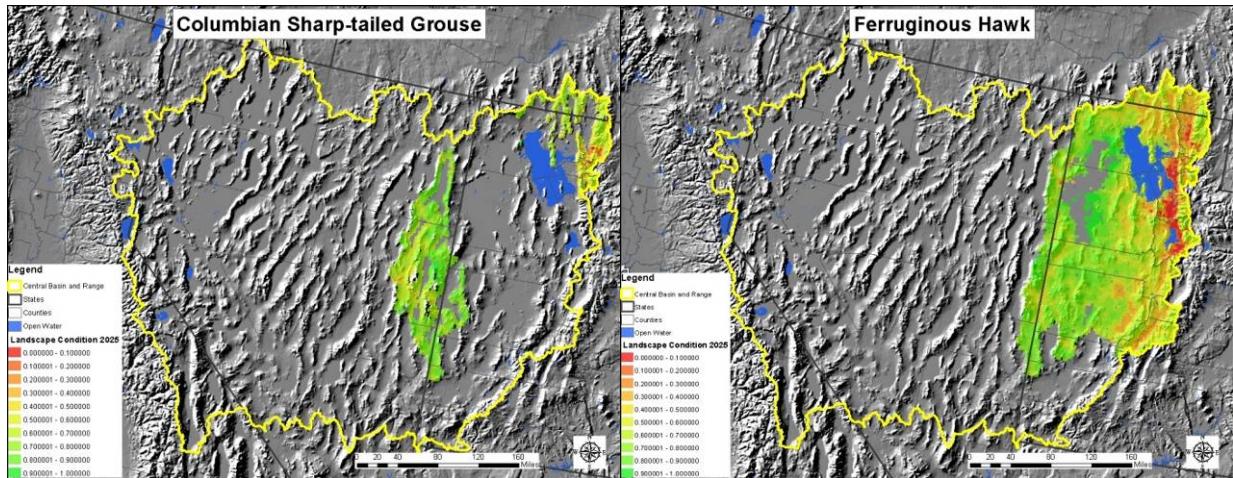 Columbian Sharp-tailed Grouse
Legend
Central Basin and Range
States
Counties
Open Water
Landscape Condition 2025
0.000000 - 0.100000
0.100001 - 0.200000
0.200001 - 0.300000
0.300001 - 0.400000
0.400001 - 0.500000
0.500001 - 0.600000
0.600001 - 0.700000
0.700001 - 0.800000
0.800001 - 0.900000
0.900001 - 1.000000
0 20 40 80 120 160
Miles
Ferruginous Hawk
Legend
Central Basin and Range
States
Counties
Open Water
Landscape Condition 2025
0.000000 - 0.100000
0.100001 - 0.200000
0.200001 - 0.300000
0.300001 - 0.400000
0.400001 - 0.500000
0.500001 - 0.600000
0.600001 - 0.700000
0.700001 - 0.800000
0.800001 - 0.900000
0.900001 - 1.000000
0 20 40 80 120 160
Miles